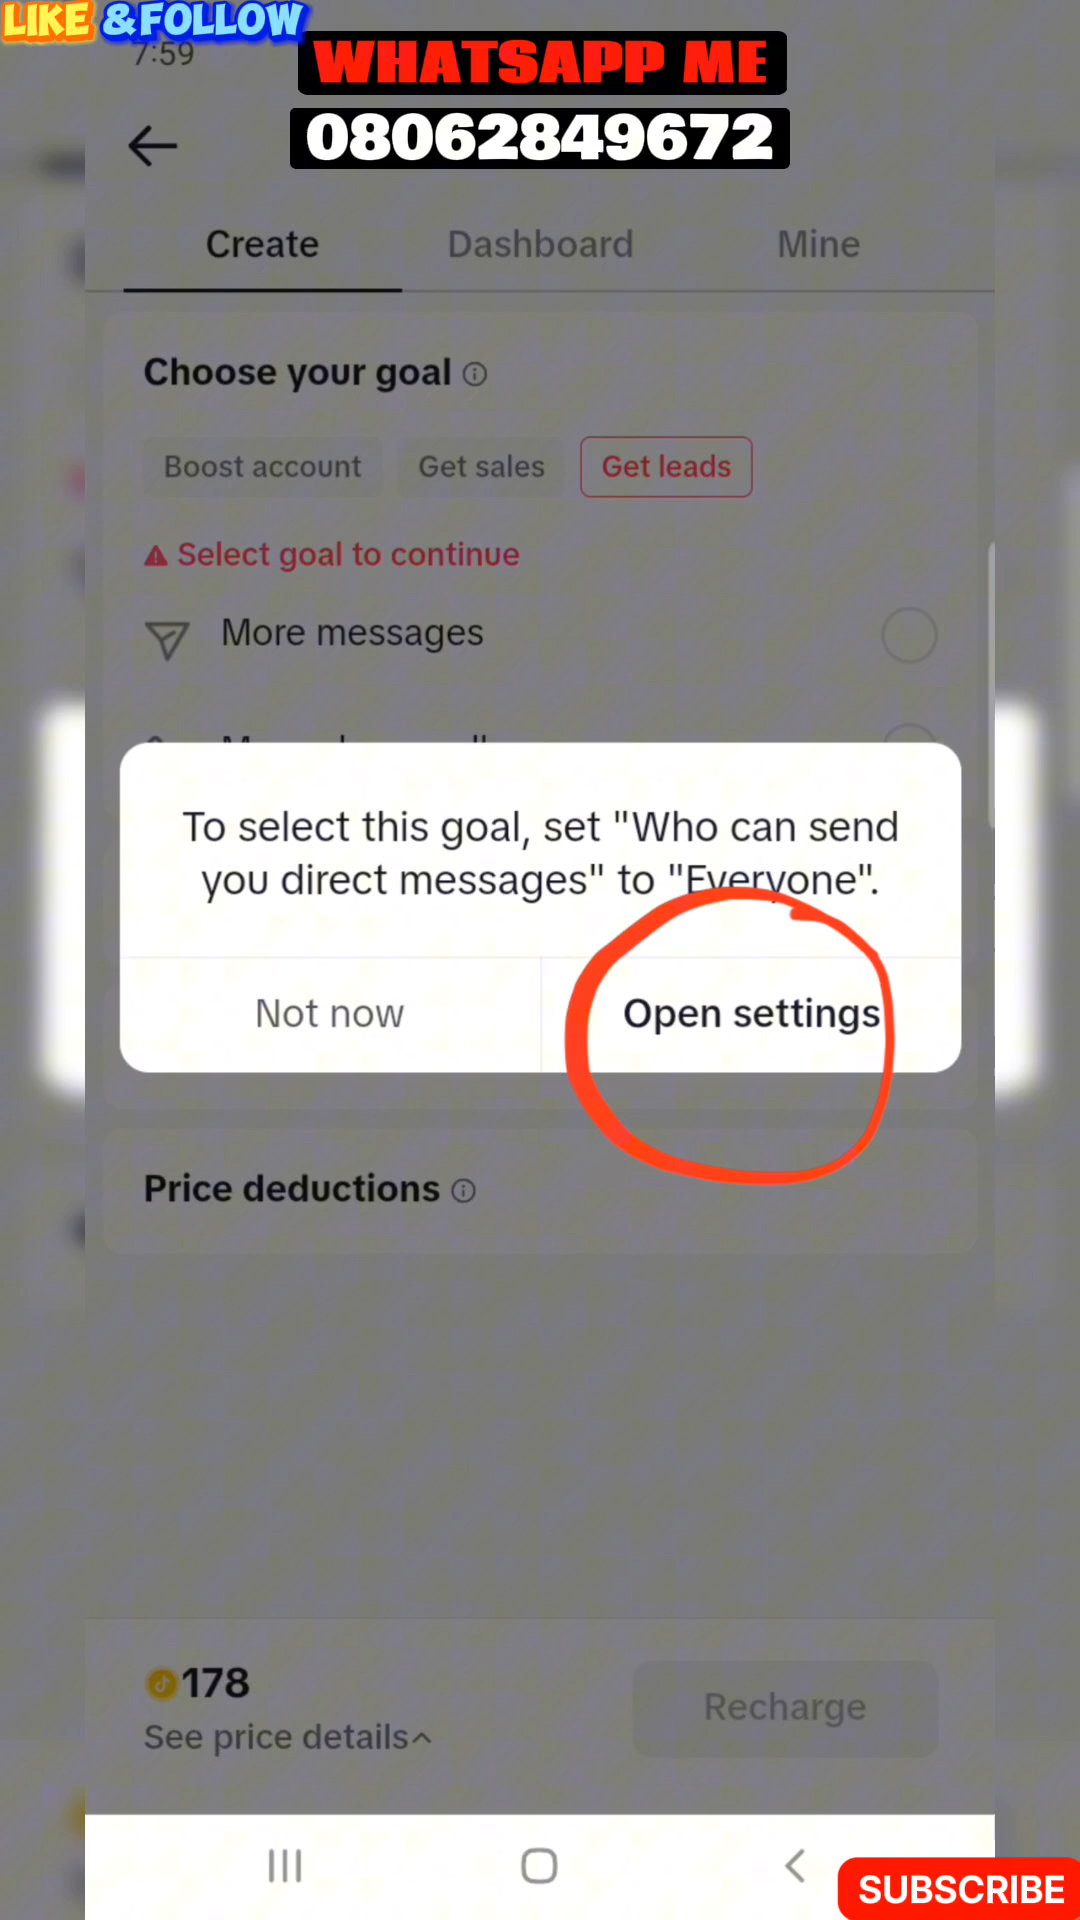 LIKE &FOLLOW
7:59
WHATSAPP ME
08062849672
Create Dashboard Mine
Choose your goal
Boost account Get sales Get leads
Select goal to continue
More messages
To select this goal, set "Who can send
you direct messages" to "Everyone".
Not now Open settings
Price deductions
178
See price details
Recharge
SUBSCRIBE